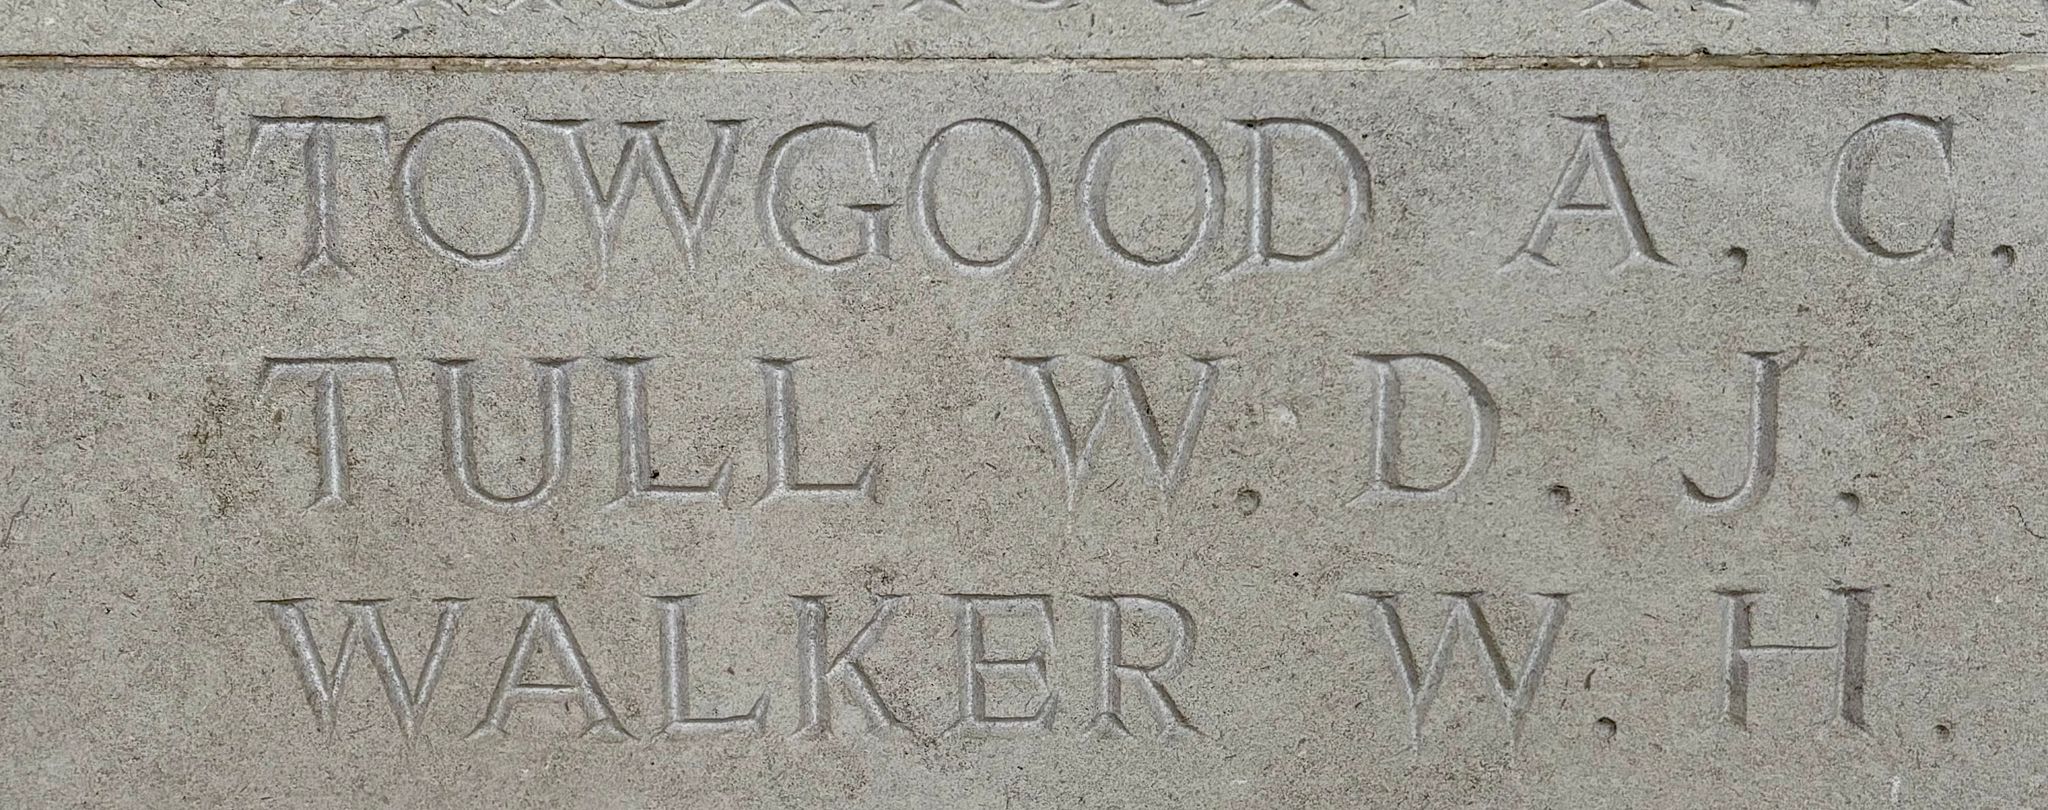 TOWGOOD A. C.
TULL W. D. J.
WALKER W. H.